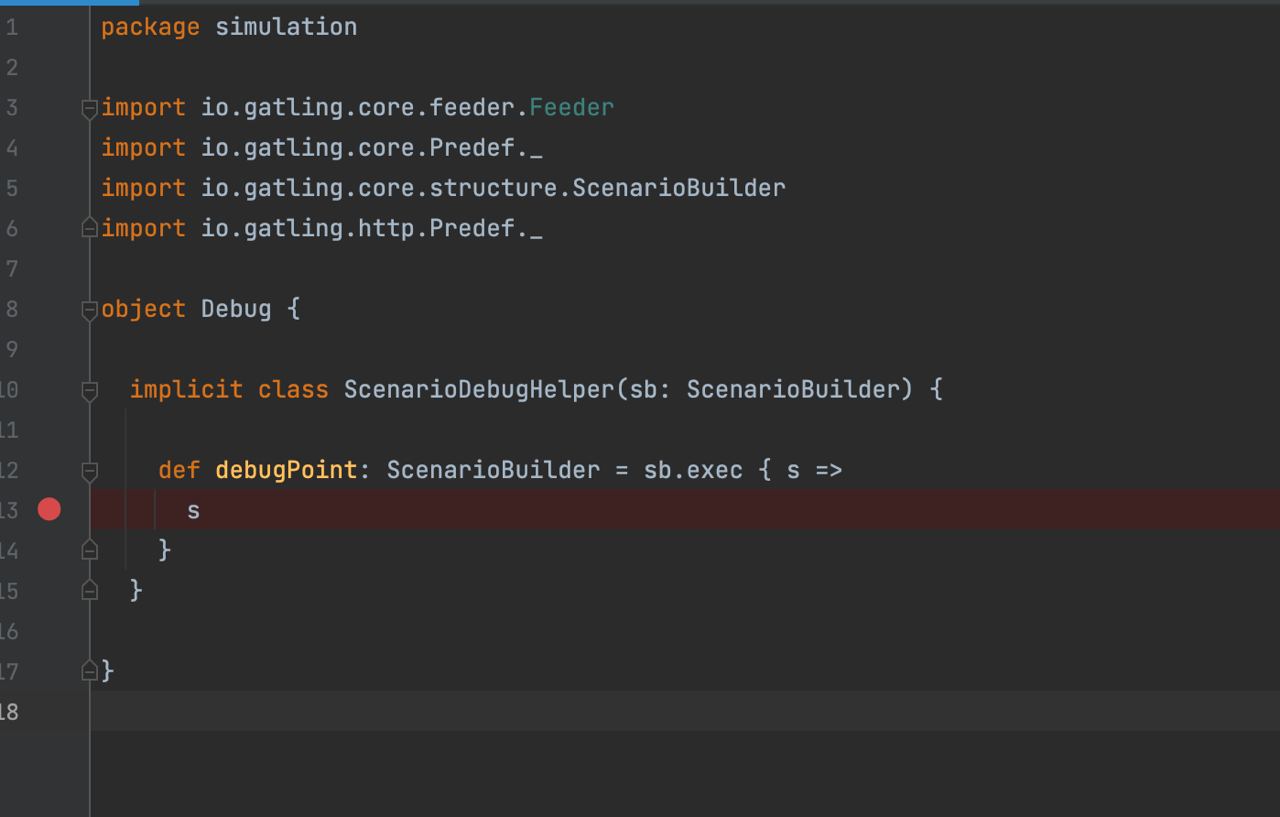 1 package simulation
2
3 import io.gatling.core.feeder.Feeder
4 import io.gatling.core.Predef._
5 import io.gatling.core.structure.ScenarioBuilder
6 import io.gatling.http.Predef._
7
8 object Debug {
9
10 implicit class ScenarioDebugHelper(sb: ScenarioBuilder) {
11
12 def debugPoint: ScenarioBuilder = sb.exec { s =>
13 s
14 }
15 }
16
17 }
18